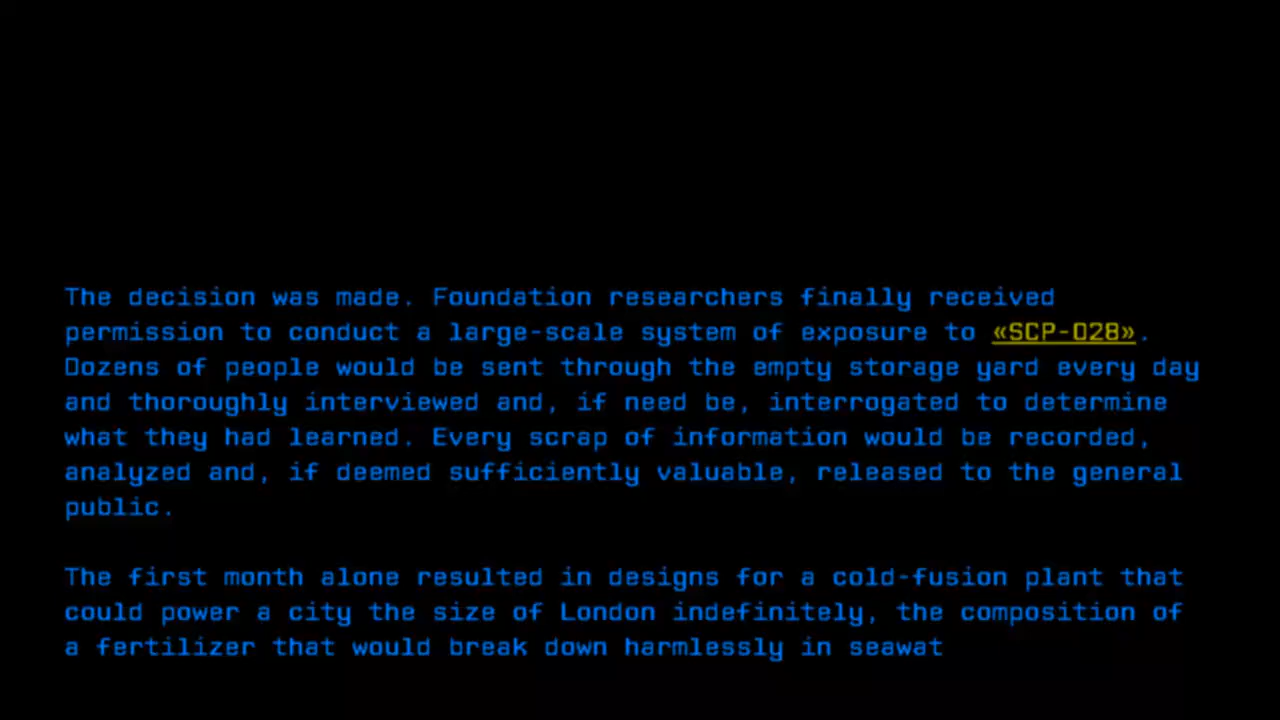 The decision was made. Foundation researchers finally received
permission to conduct a large-scale system of exposure to «SCP-028».
Dozens of people would be sent through the empty storage yard every day
and thoroughly interviewed and, if need be, interrogated to determine
what they had learned. Every scrap of information would be recorded,
analyzed and, if deemed sufficiently valuable, released to the general
public.
The first month alone resulted in designs for a cold-fusion plant that
could power a city the size of London indefinitely, the composition of
a fertilizer that would break down harmlessly in seawat